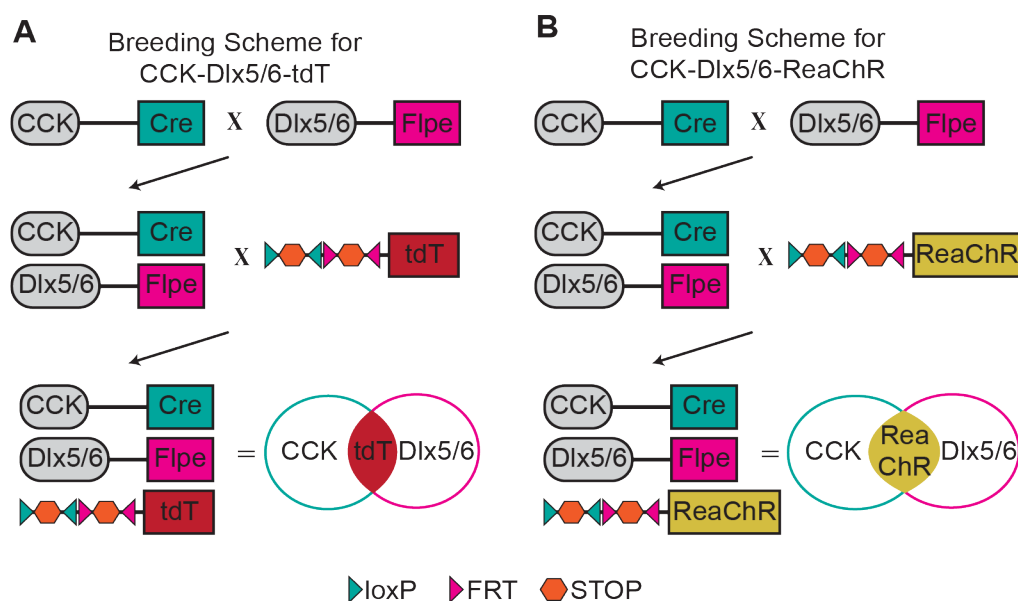 A
Breeding Scheme for
CCK-Dlx5/6-tdT
CCK Cre X Dlx5/6 Flpe
CCK Cre
Dlx5/6 Flpe
X tdT
CCK Cre
Dlx5/6 Flpe
tdT
= CCK tdT Dlx5/6
B
Breeding Scheme for
CCK-Dlx5/6-ReaChR
CCK Cre X Dlx5/6 Flpe
CCK Cre
Dlx5/6 Flpe
X ReaChR
CCK Cre
Dlx5/6 Flpe
ReaChR
= CCK Rea Dlx5/6
ChR
loxP FRT STOP